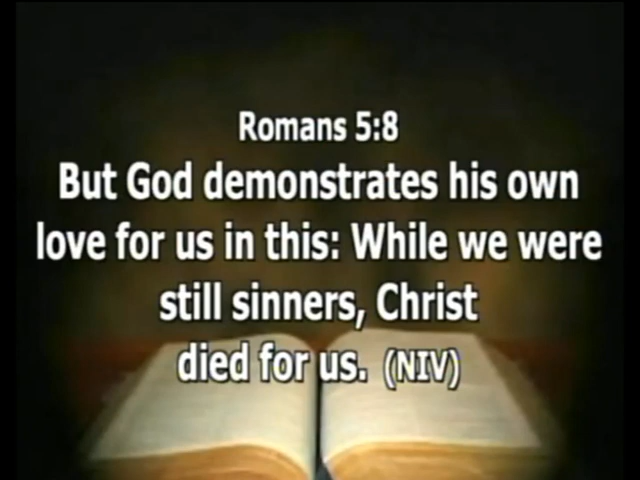 Romans 5:8
But God demonstrates his own
love for us in this: While we were
still sinners, Christ
died for us. (NIV)